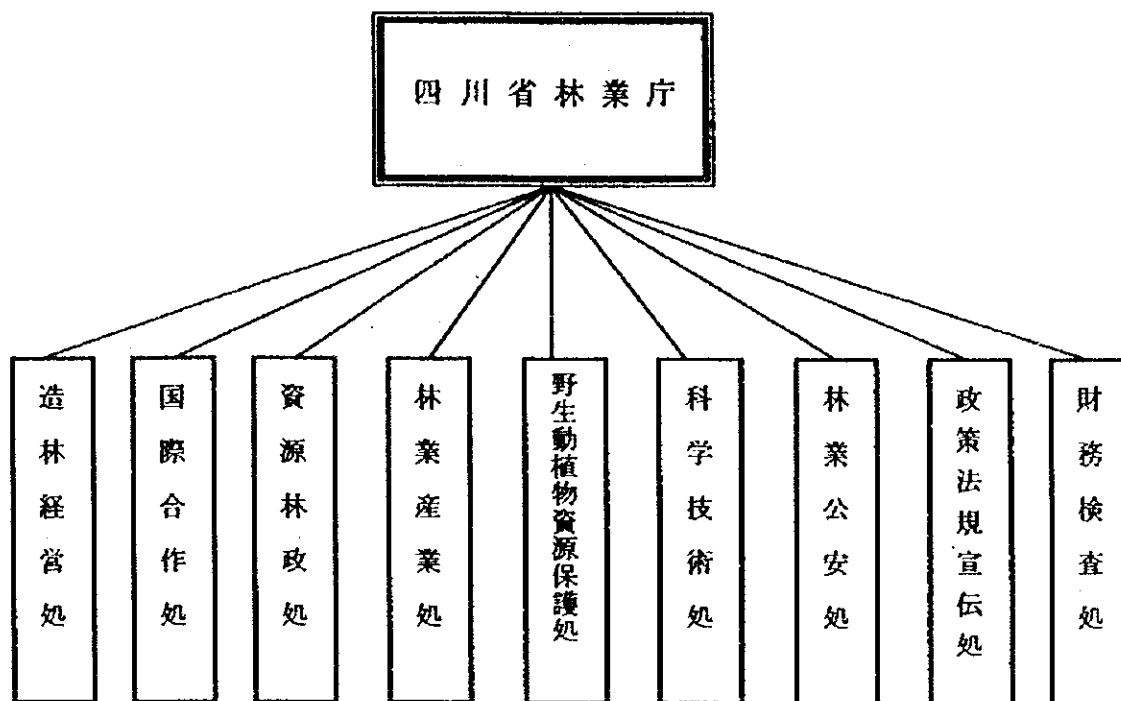 四川省林業庁
造林経営処
国際合作処
資源林政処
林業産業処
野生動植物資源保護処
科学技術処
林業公安処
政策法規宣伝処
財務検査処